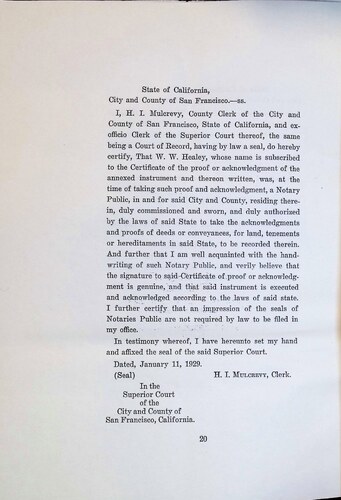 State of California,
City and County of San Francisco.—ss.
I, H. I. Mulcrevy, County Clerk of the City and
County of San Francisco, State of California, and ex-
officio Clerk of the Superior Court thereof, the same
being a Court of Record, having by law a seal, do hereby
certify, That W. W. Healey, whose name is subscribed
to the Certificate of the proof or acknowledgment of the
annexed instrument and thereon written, was, at the
time of taking such proof and acknowledgment, a Notary
Public, in and for said City and County, residing there-
in, duly commissioned and sworn, and duly authorised
by the laws of said State to take the acknowledgments
and proofs of deeds or conveyances, for land, tenements
or hereditaments in said State, to be recorded therein.
And further that I am well acquainted with the hand-
writing of such Notary Public, and verily believe that
the signature to said Certificate of proof or acknowledg-
ment is genuine, and that said instrument is executed
and acknowledged according to the laws of said state.
I further certify that an impression of the seals of
Notaries Public are not required by law to be filed in
my office.
In testimony whereof, I have hereunto set my hand
and affixed the seal of the said Superior Court.
Dated, January 11, 1929.
(Seal) H. I. Mulcrevy, Clerk.
In the
Superior Court
of the
City and County of
San Francisco, California.
20